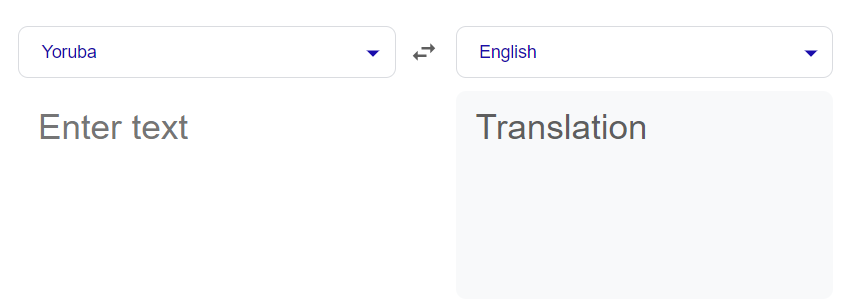 Yoruba
English
Enter text
Translation